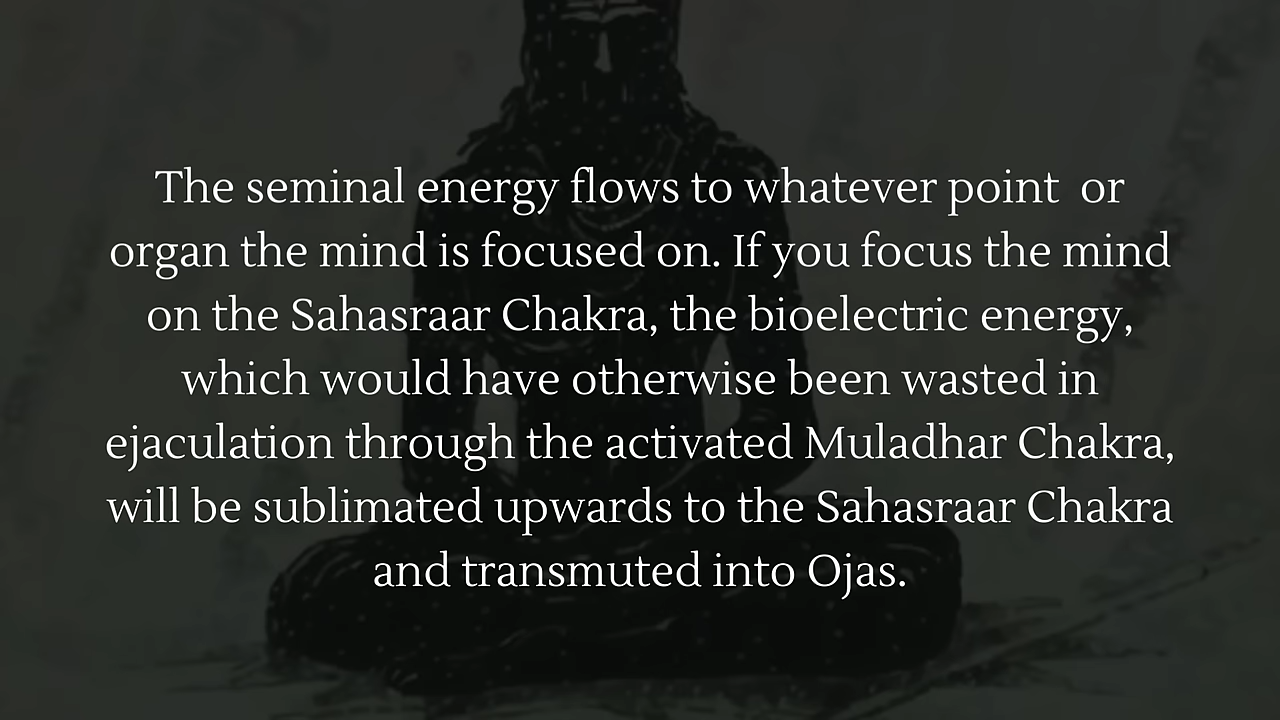 The seminal energy flows to whatever point or
organ the mind is focused on. If you focus the mind
on the Sahasraar Chakra, the bioelectric energy,
which would have otherwise been wasted in
ejaculation through the activated Muladhar Chakra,
will be sublimated upwards to the Sahasraar Chakra
and transmuted into Ojas.